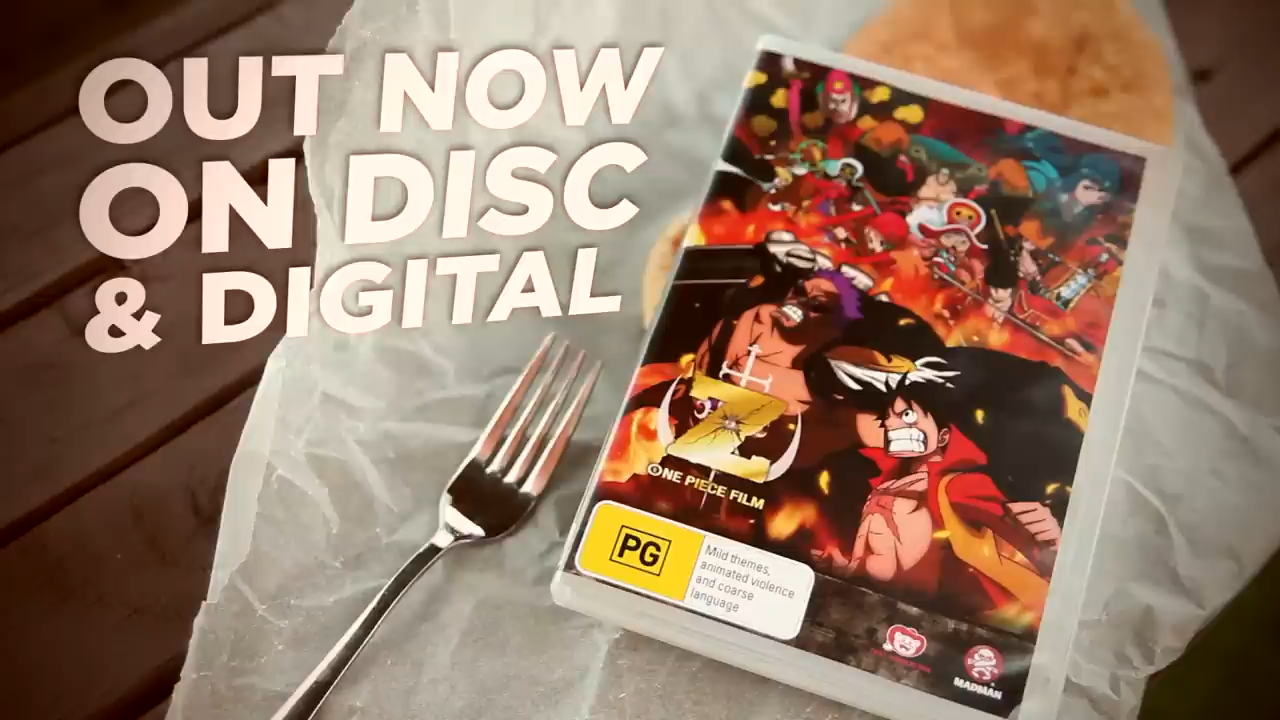 OUT NOW
ON DISC
& DIGITAL
Z
ONE PIECE FILM
PG
Mild themes,
animated violence
and coarse
language
MADMAN